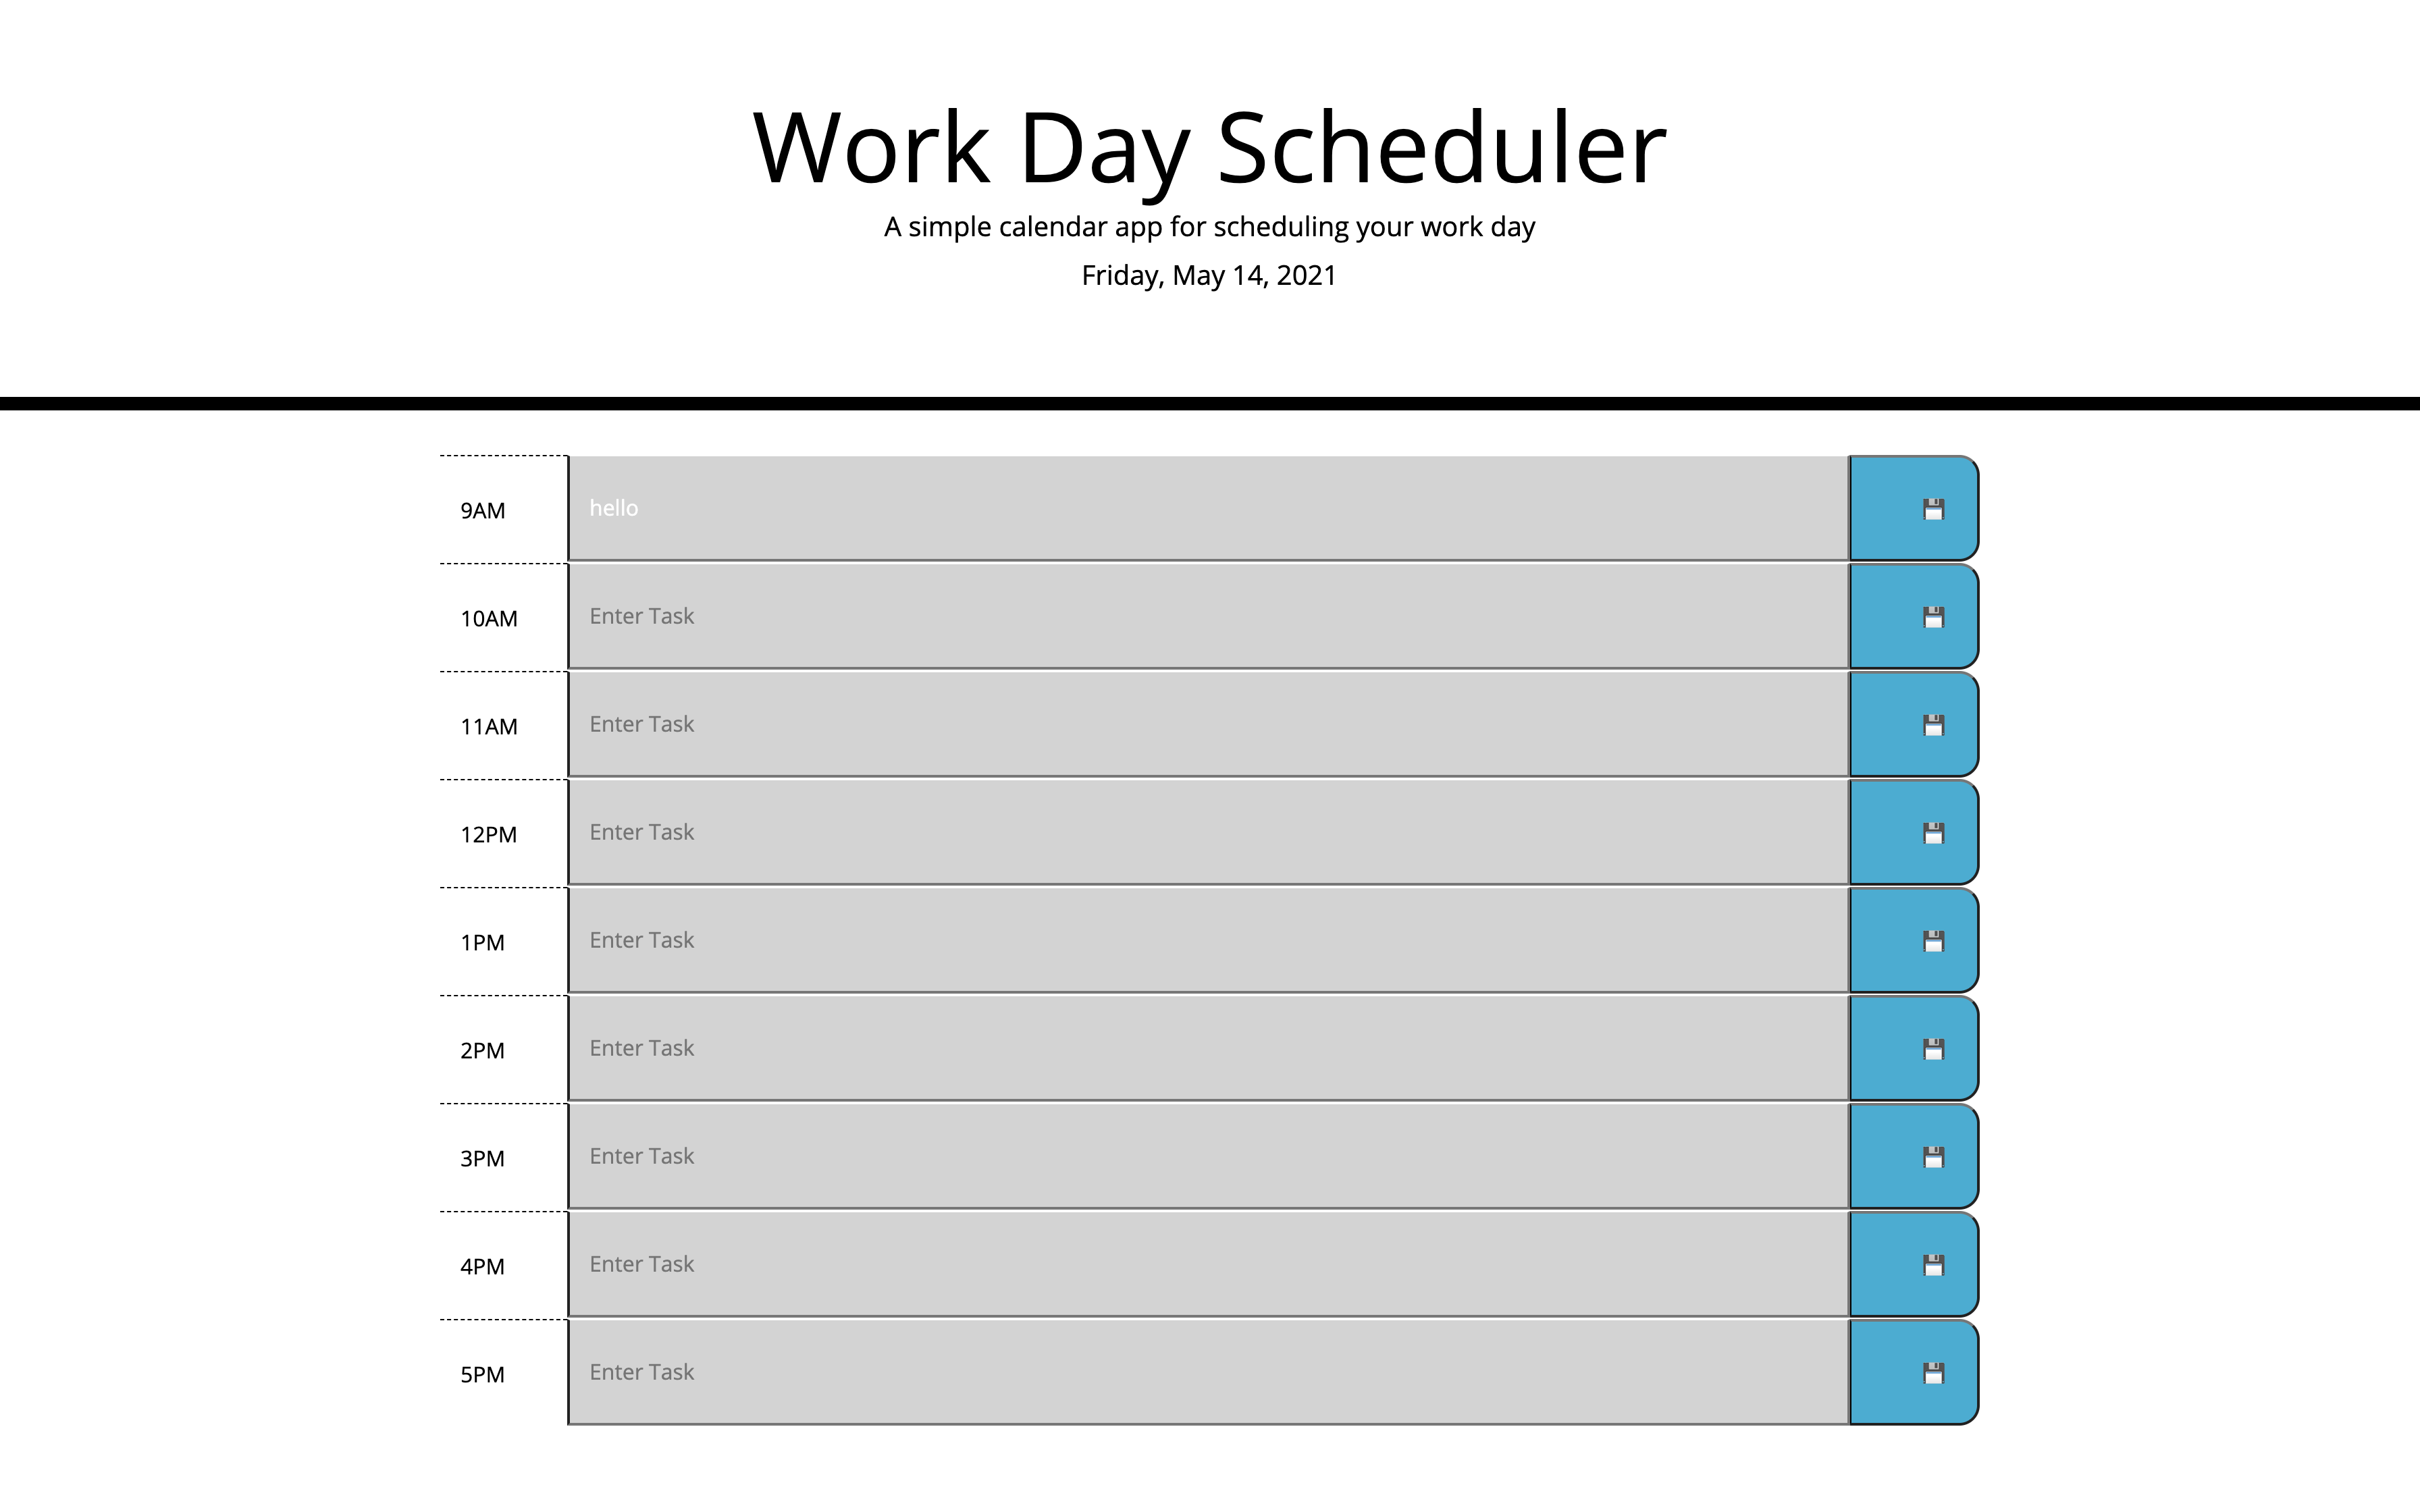 Work Day Scheduler
A simple calendar app for scheduling your work day
Friday, May 14, 2021
9AM hello
10AM Enter Task
11AM Enter Task
12PM Enter Task
1PM Enter Task
2PM Enter Task
3PM Enter Task
4PM Enter Task
5PM Enter Task